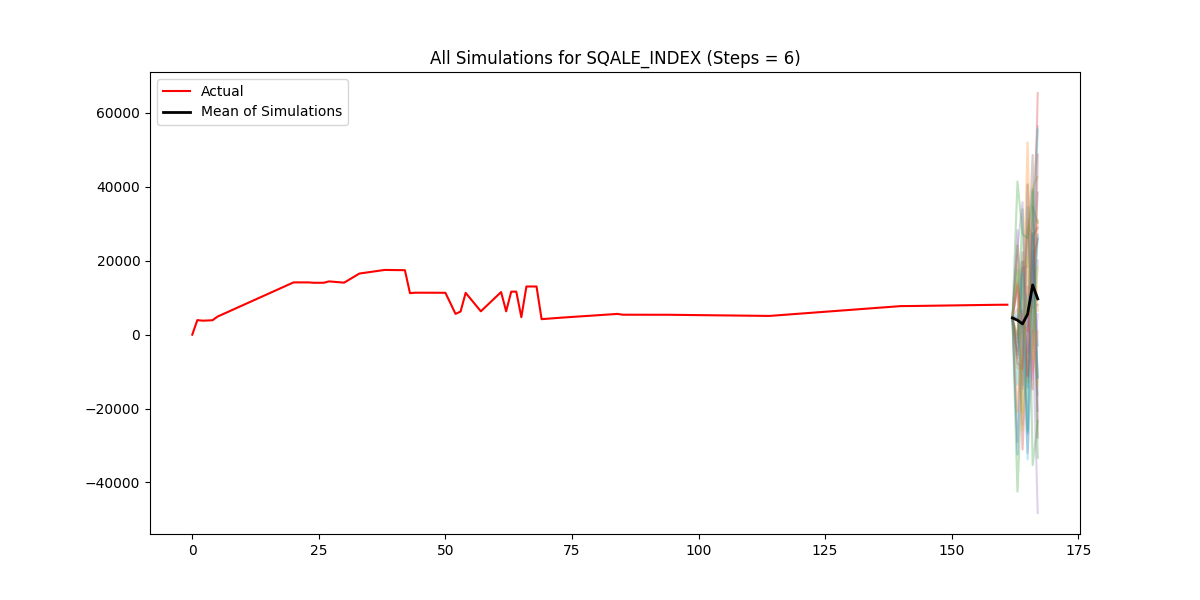 All Simulations for SQALE_INDEX (Steps = 6)
Actual
Mean of Simulations
60000
40000
20000
0
−20000
−40000
0 25 50 75 100 125 150 175